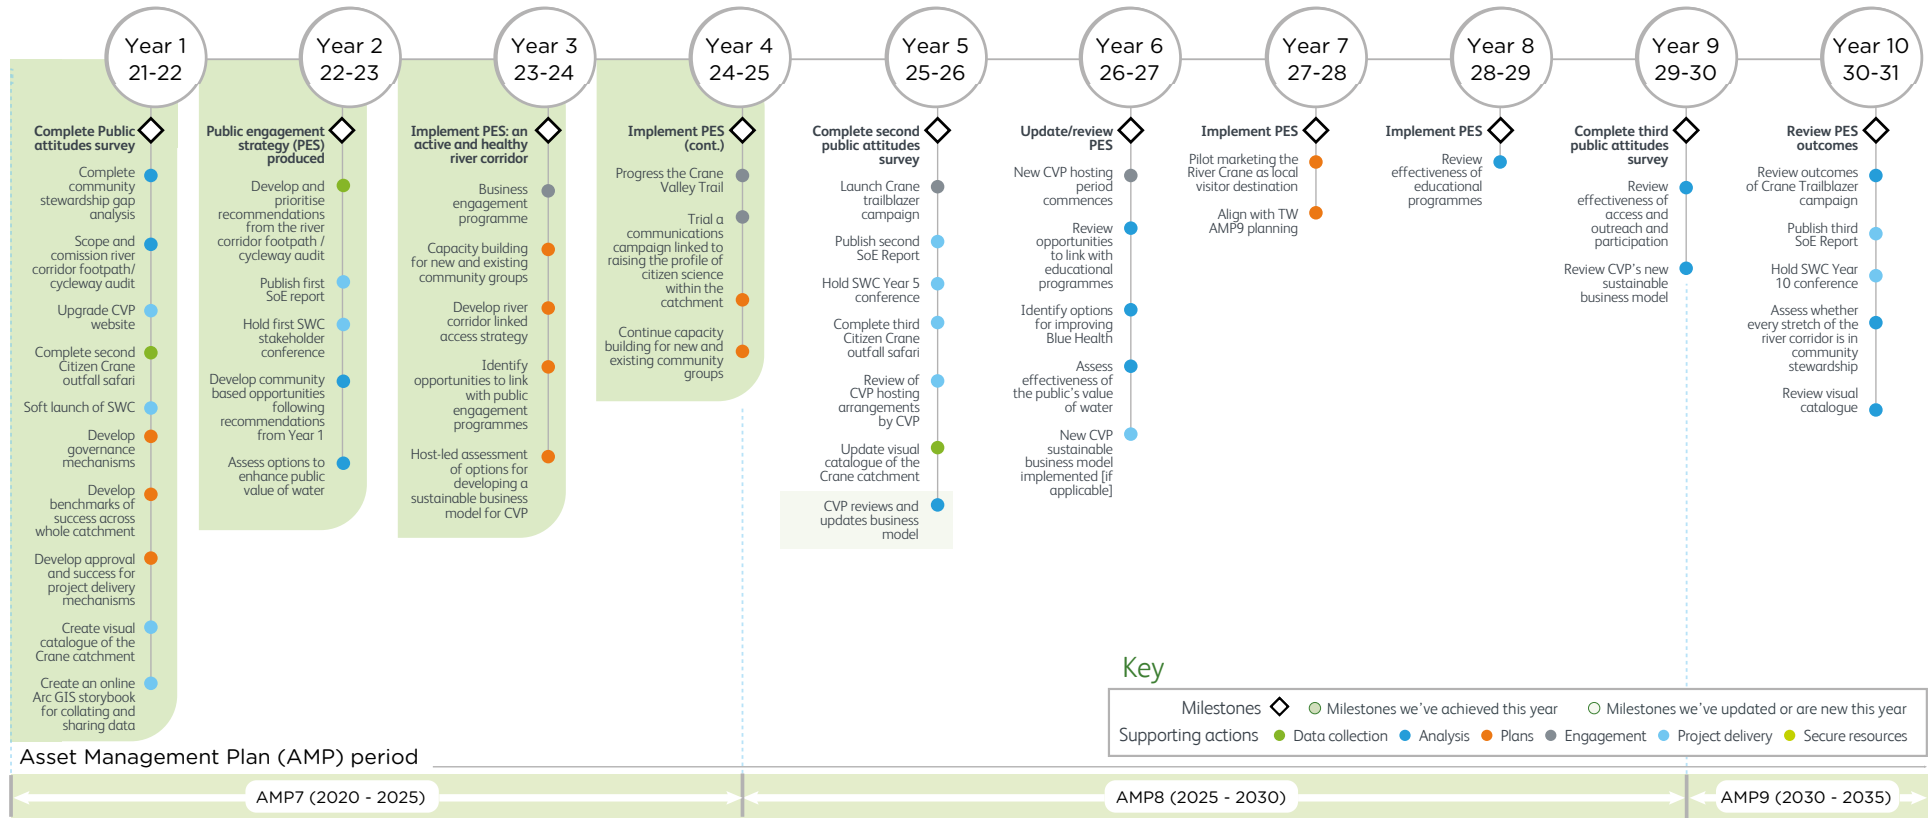 Year 1
21-22
Year 2
22-23
Year 3
23-24
Year 4
24-25
Year 5
25-26
Year 6
26-27
Year 7
27-28
Year 8
28-29
Year 9
29-30
Year 10
30-31
Complete Public
attitudes survey
Complete
community
stewardship gap
analysis
Scope and
comission river
corridor footpath/
cycleway audit
Upgrade CVP
website
Complete second
Citizen Crane
outfall safari
Soft launch of SWC
Develop
governance
mechanisms
Develop
benchmarks of
success across
whole catchment
Develop approval
and success for
project delivery
mechanisms
Create visual
catalogue of the
Crane catchment
Create an online
Arc GIS storybook
for collating and
sharing data
Public engagement
strategy (PES)
produced
Develop and
prioritise
recommendations
from the river
corridor footpath /
cycleway audit
Publish first
SoE report
Hold first SWC
stakeholder
conference
Develop community
based opportunities
following
recommendations
from Year 1
Assess options to
enhance public
value of water
Implement PES: an
active and healthy
river corridor
Business
engagement
programme
Capacity building
for new and existing
community groups
Develop river
corridor linked
access strategy
Identify
opportunities to link
with public
engagement
programmes
Host-led assessment
of options for
developing a
sustainable business
model for CVP
Implement PES
(cont.)
Progress the Crane
Valley Trail
Trial a
communications
campaign linked to
raising the profile of
citizen science
within the
catchment
Continue capacity
building for new and
existing community
groups
Complete second
public attitudes
survey
Launch Crane
trailblazer
campaign
Publish second
SoE Report
Hold SWC Year 5
conference
Complete third
Citizen Crane
outfall safari
Review of
CVP hosting
arrangements
by CVP
Update visual
catalogue of the
Crane catchment
CVP reviews and
updates business
model
Update/review
PES
New CVP hosting
period
commences
Review
opportunities
to link with
educational
programmes
Identify options
for improving
Blue Health
Assess
effectiveness of
the public's value
of water
New CVP
sustainable
business model
implemented [if
applicable]
Implement PES
Pilot marketing the
River Crane as local
visitor destination
Align with TW
AMP9 planning
Implement PES
Review
effectiveness of
educational
programmes
Complete third
public attitudes
survey
Review
effectiveness of
access and
outreach and
participation
Review CVP's new
sustainable
business model
Review PES
outcomes
Review outcomes
of Crane Trailblazer
campaign
Publish third
SoE Report
Hold SWC Year
10 conference
Assess whether
every stretch of the
river corridor is in
community
stewardship
Review visual
catalogue
Key
Milestones Milestones we've achieved this year Milestones we've updated or are new this year
Supporting actions Data collection Analysis Plans Engagement Project delivery Secure resources
Asset Management Plan (AMP) period
AMP7 (2020 - 2025)
AMP8 (2025 - 2030)
AMP9 (2030 - 2035)